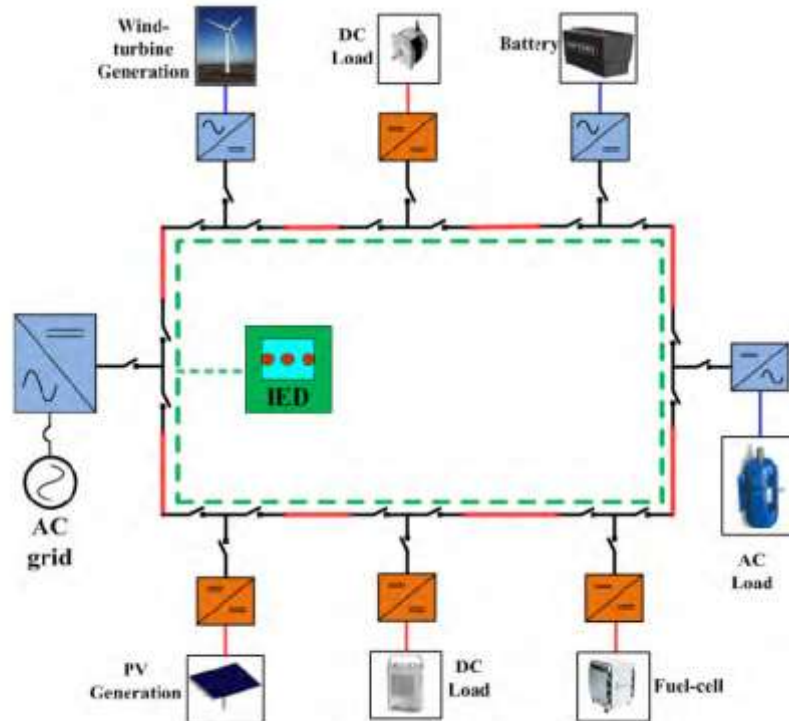 Wind-
turbine
Generation
DC
Load
Battery
IED
AC
grid
AC
Load
PV
Generation
DC
Load
Fuel-cell